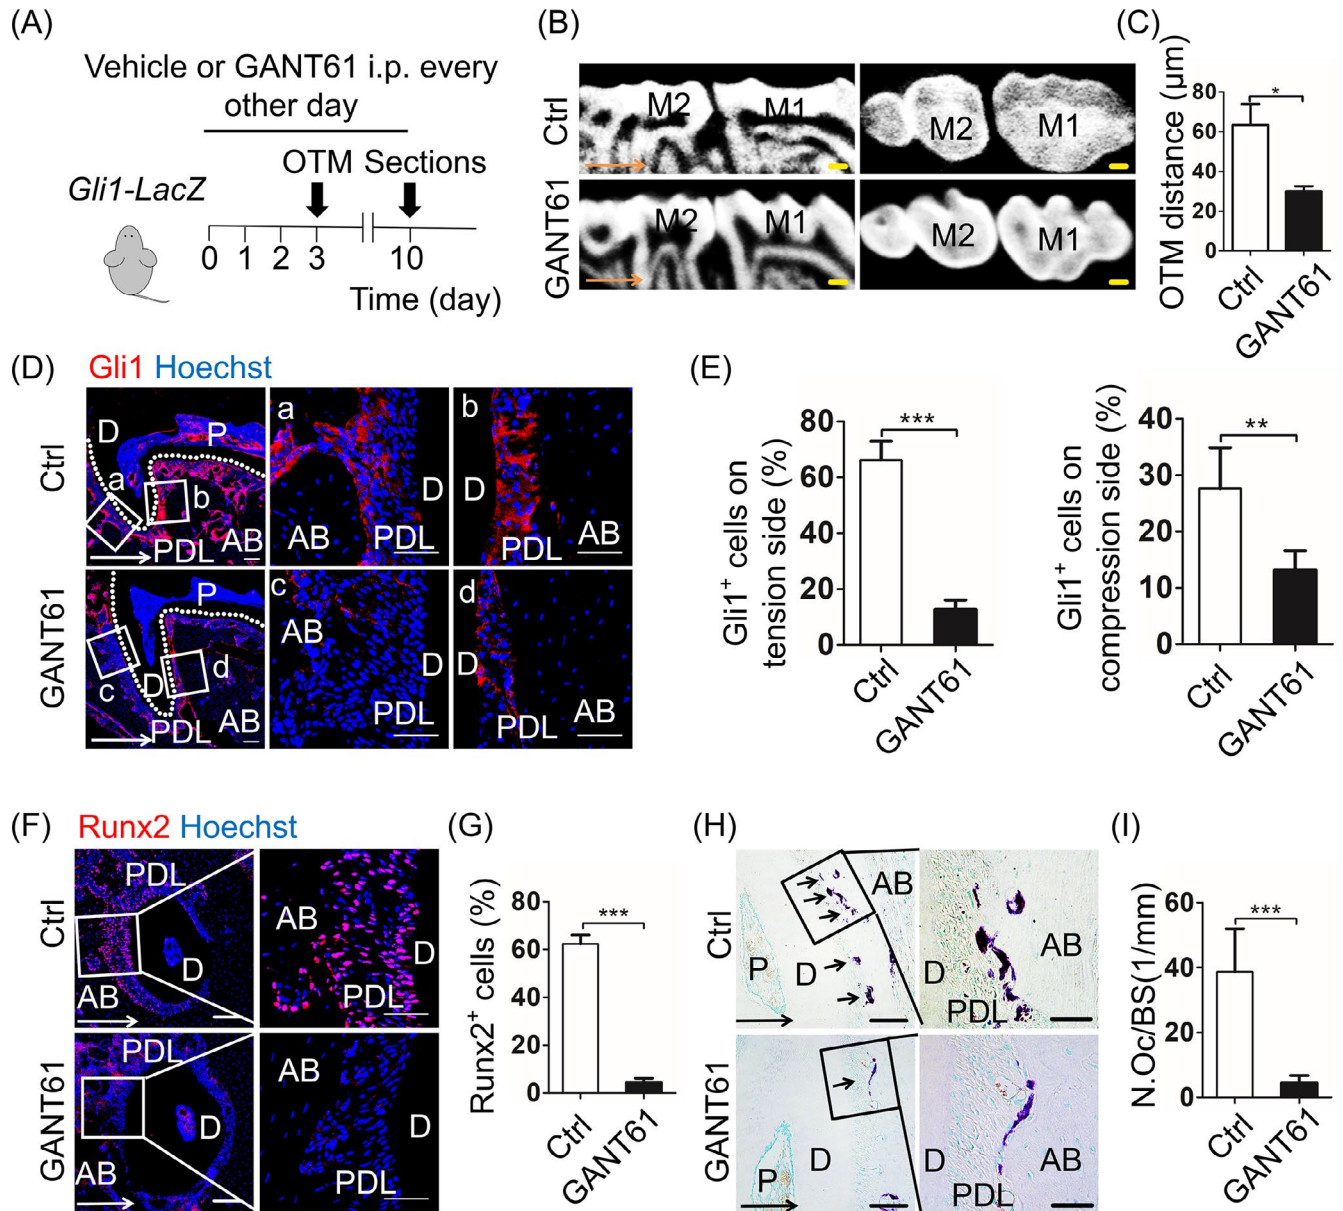 (A)
Vehicle or GANT61 i.p. every
other day
OTM Sections
Gli1-LacZ
0 1 2 3 10
Time (day)
(B)
Ctrl
M2 M1
M2 M1
GANT61
M2 M1
M2 M1
(C)
OTM distance (μm)
80
60
40
20
0
*
Ctrl
GANT61
(D)
Gli1 Hoechst
Ctrl
D P a b AB PDL
a AB PDL D
b D PDL AB
GANT61
P c D d AB PDL
c AB D PDL
d D AB PDL
(E)
Gli1+ cells on
tension side (%)
80
60
40
20
0
***
Ctrl
GANT61
Gli1+ cells on
compression side (%)
40
30
20
10
0
**
Ctrl
GANT61
(F)
Runx2 Hoechst
Ctrl
PDL D AB
AB D PDL
GANT61
PDL D AB
AB D PDL
(G)
Runx2+ cells (%)
80
60
40
20
0
***
Ctrl
GANT61
(H)
Ctrl
AB P D
D AB PDL
GANT61
D P
D AB PDL
(I)
N.Oc/BS(1/mm)
60
40
20
0
***
Ctrl
GANT61